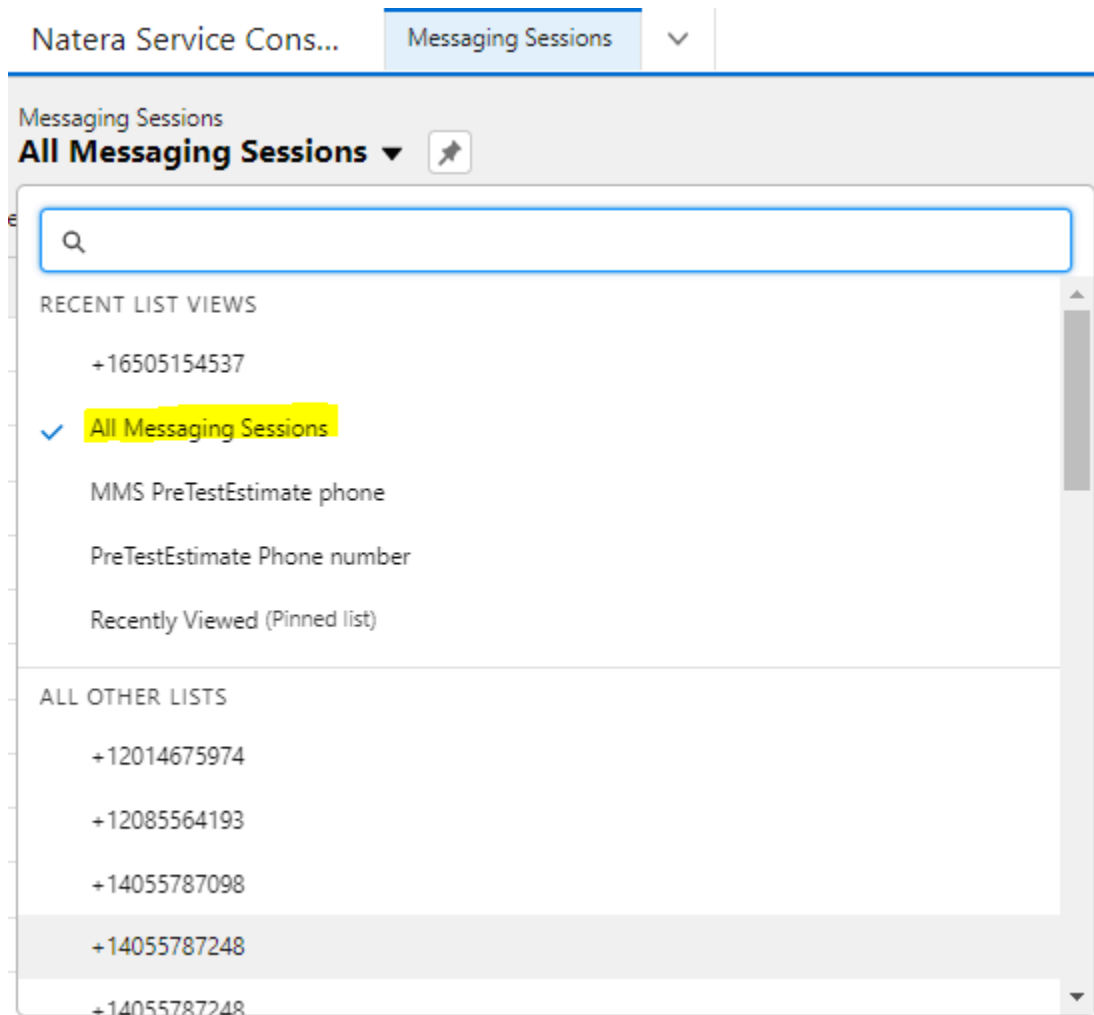 Natera Service Cons...
Messaging Sessions
Messaging Sessions
All Messaging Sessions
RECENT LIST VIEWS
+16505154537
All Messaging Sessions
MMS PreTestEstimate phone
PreTestEstimate Phone number
Recently Viewed (Pinned list)
ALL OTHER LISTS
+12014675974
+12085564193
+14055787098
+14055787248
+14055787248